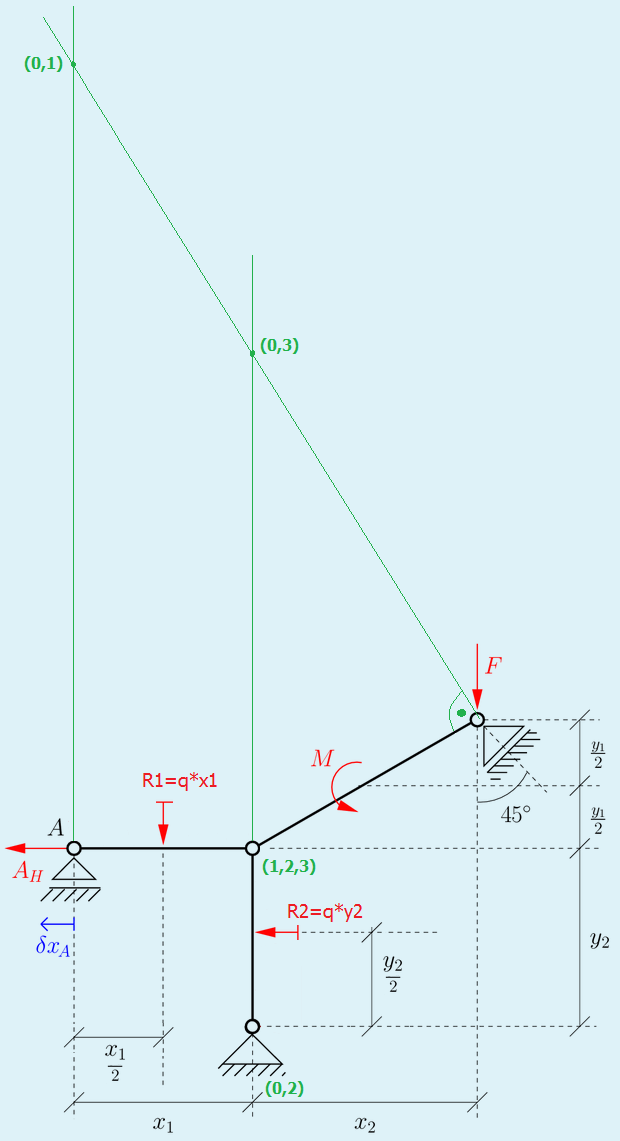 (0,1)
(0,3)
F
M
y₁/2
R1=q*x1
45°
y₁/2
A
A_H
(1,2,3)
R2=q*y2
δx_A
y₂/2
y₂
x₁/2
(0,2)
x₁
x₂